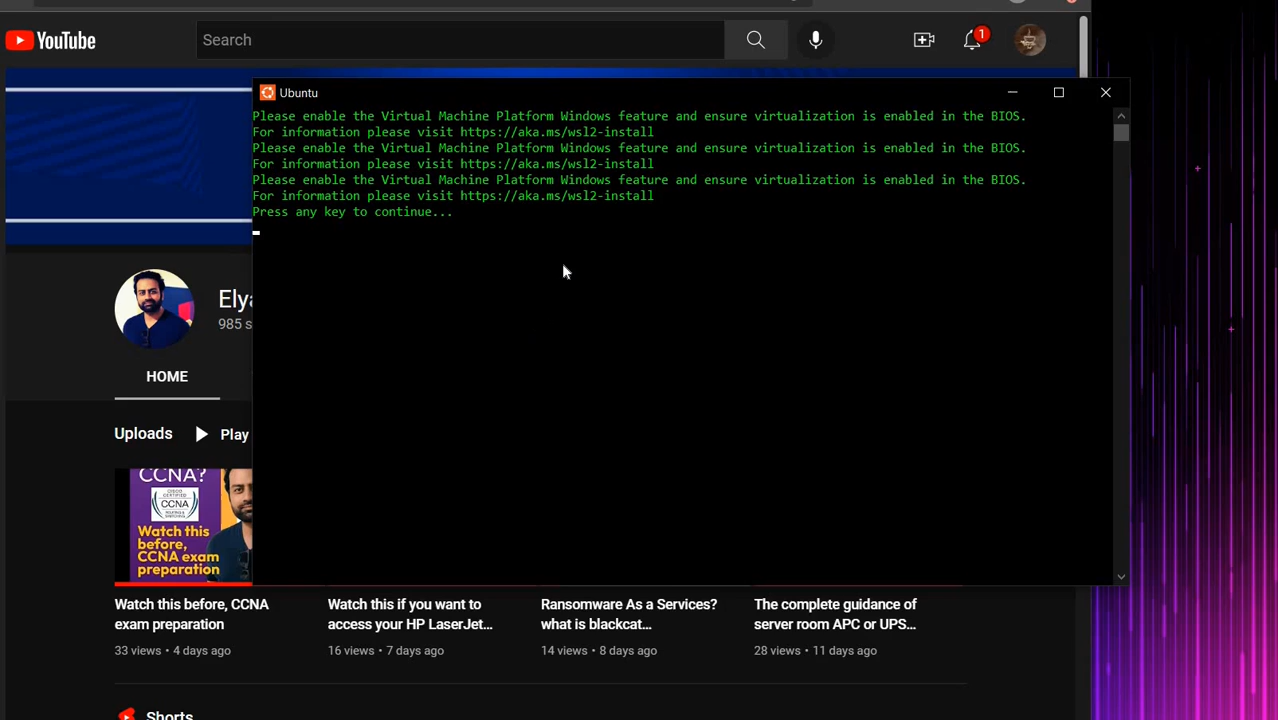 YouTube
Search
1
Ubuntu
Please enable the Virtual Machine Platform Windows feature and ensure virtualization is enabled in the BIOS.
For information please visit https://aka.ms/wsl2-install
Please enable the Virtual Machine Platform Windows feature and ensure virtualization is enabled in the BIOS.
For information please visit https://aka.ms/wsl2-install
Please enable the Virtual Machine Platform Windows feature and ensure virtualization is enabled in the BIOS.
For information please visit https://aka.ms/wsl2-install
Press any key to continue...
Elya
985 s
HOME
Uploads
Play
CCNA?
CISCO
CERTIFIED
CCNA
ROUTING &
SWITCHING
Watch this
before,
CCNA exam
preparation
Watch this before, CCNA
exam preparation
33 views • 4 days ago
Watch this if you want to
access your HP LaserJet...
16 views • 7 days ago
Ransomware As a Services?
what is blackcat...
14 views • 8 days ago
The complete guidance of
server room APC or UPS...
28 views • 11 days ago
Shorts